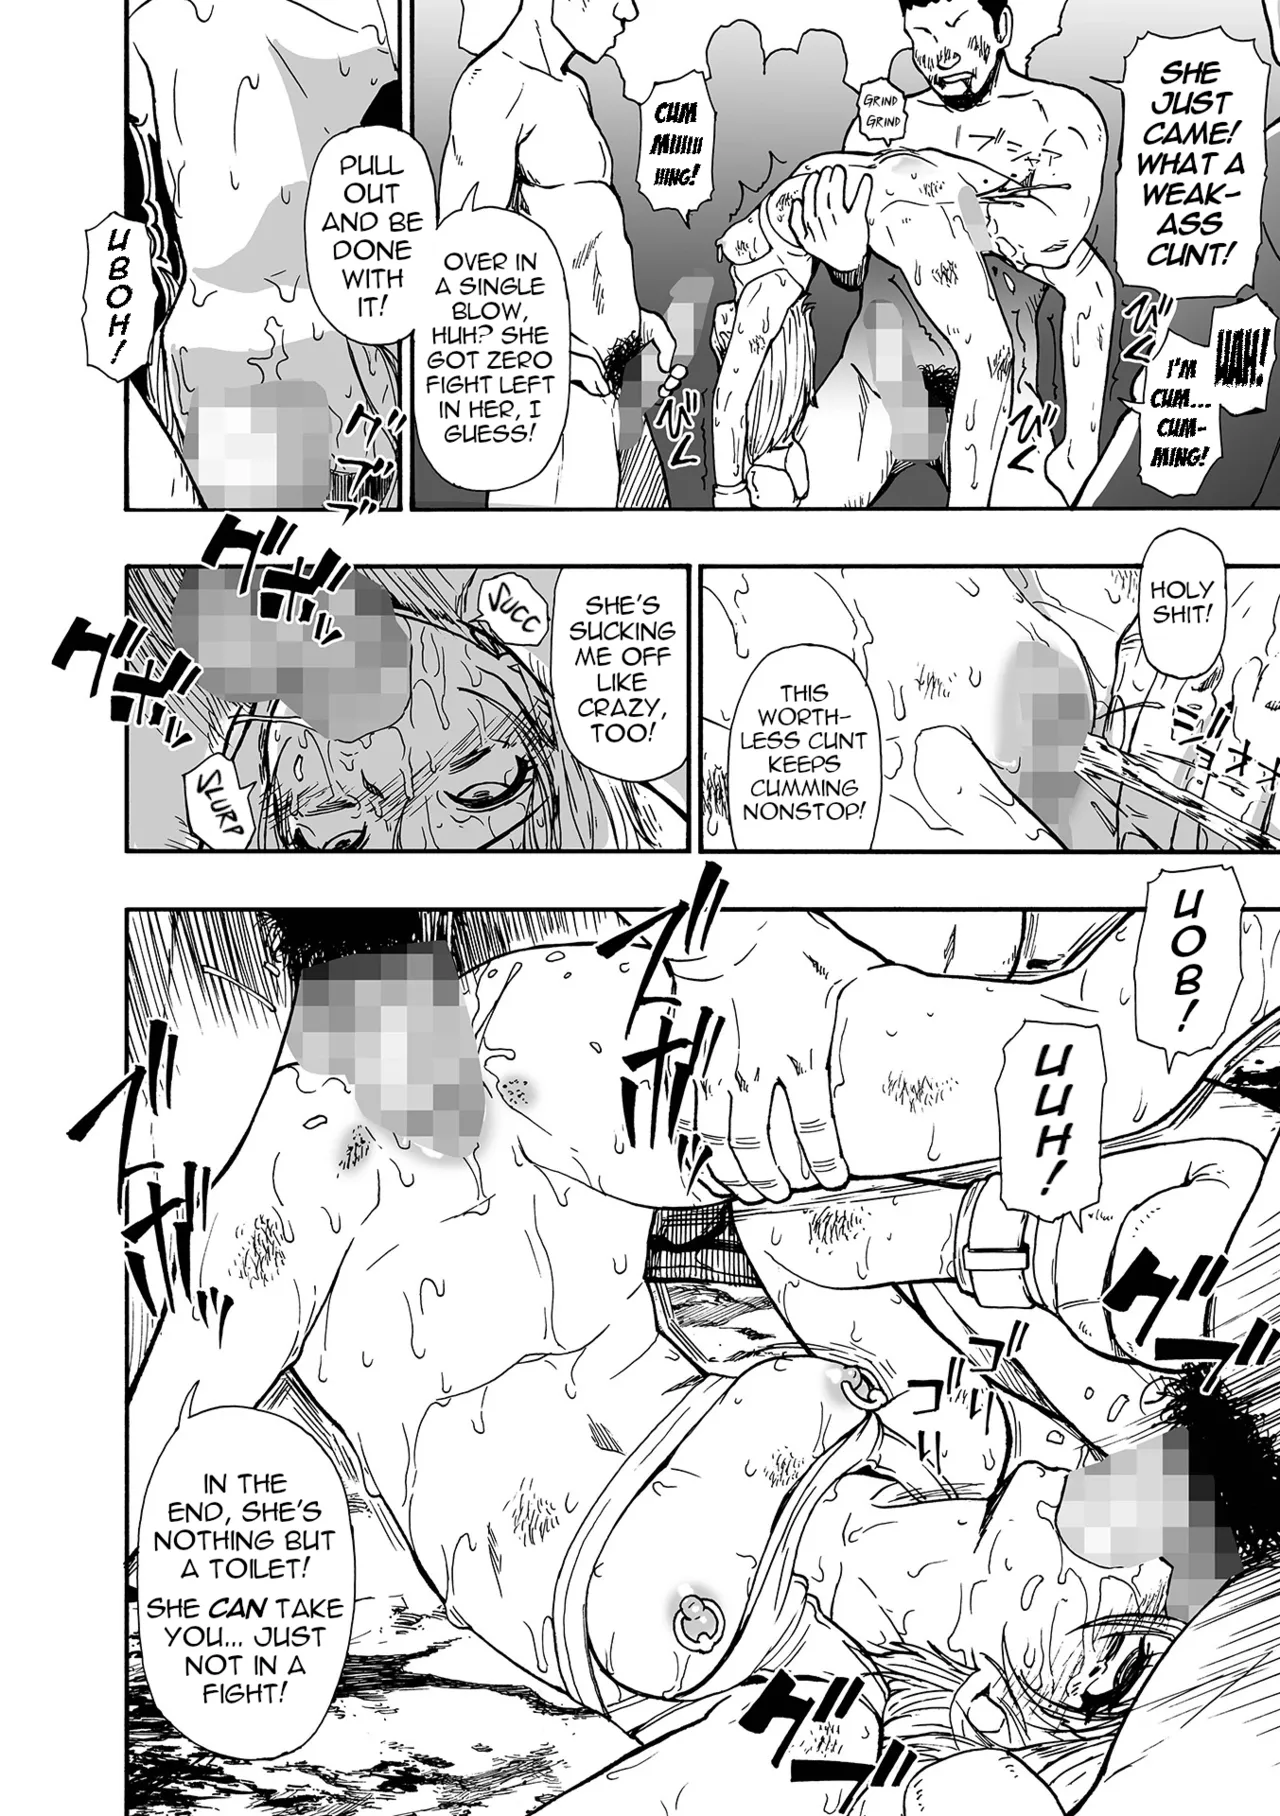 SHE
JUST
CAME!
WHAT A
WEAK-
ASS
CUNT!
UAH!
I'M
CUM...
CUM-
MING!
GRIND
GRIND
CUM
MIIIIII
IIING!
OVER IN
A SINGLE
BLOW,
HUH? SHE
GOT ZERO
FIGHT LEFT
IN HER, I
GUESS!
PULL
OUT
AND BE
DONE
WITH
IT!
UBOH!
HOLY
SHIT!
THIS
WORTH-
LESS CUNT
KEEPS
CUMMING
NONSTOP!
SHE'S
SUCKING
ME OFF
LIKE
CRAZY,
TOO!
SUCC
SLURP
UOB!
UUH!
IN THE
END, SHE'S
NOTHING BUT
A TOILET!
SHE CAN TAKE
YOU... JUST
NOT IN A
FIGHT!